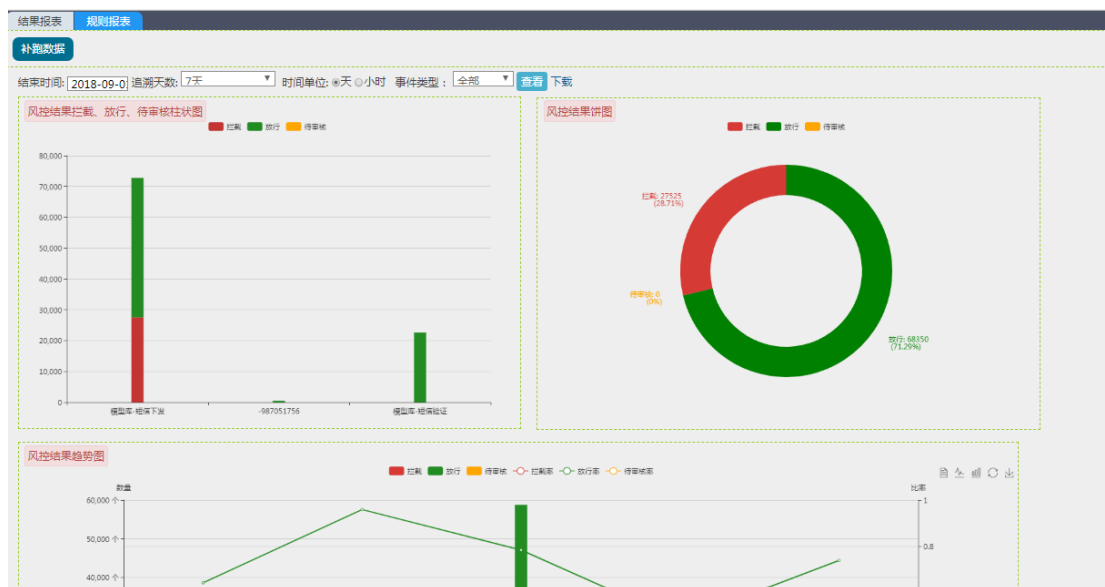 结果报表 规则报表
补跑数据
结束时间: 2018-09-0 追溯天数: 7天 时间单位: 天 小时 事件类型： 全部 查看 下载
风控结果拦截、放行、待审核柱状图
拦截 放行 待审核
80,000
70,000
60,000
50,000
40,000
30,000
20,000
10,000
0
模型库-短信下发 -987051756 模型库-短信验证
风控结果饼图
拦截 放行 待审核
拦截: 27525
(28.71%)
待审核: 0
(0%)
放行: 68350
(71.29%)
风控结果趋势图
拦截 放行 待审核 拦截率 放行率 待审核率
数量 比率
60,000 个 1
50,000 个 0.8
40,000 个